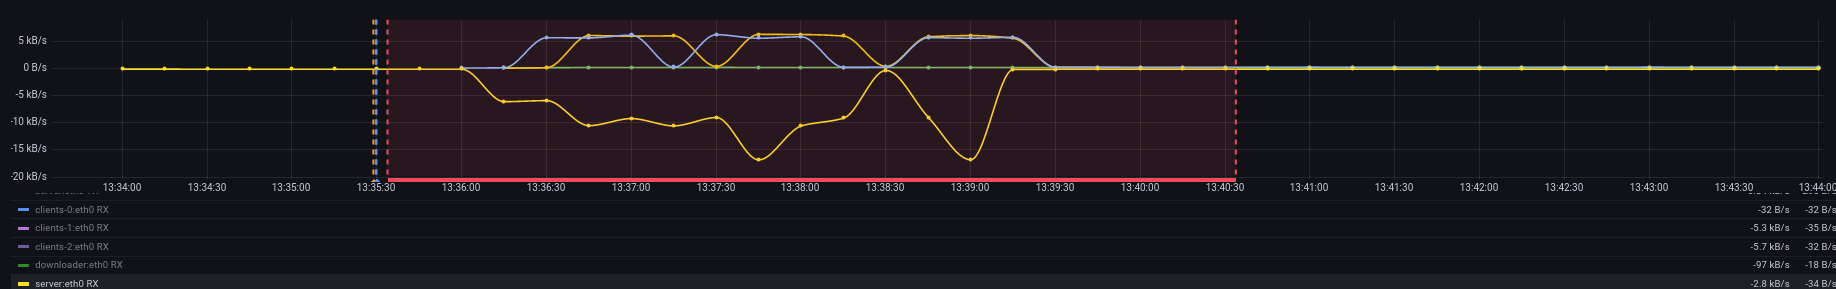 5 kB/s
0 B/s
-5 kB/s
-10 kB/s
-15 kB/s
-20 kB/s
13:34:00 13:34:30 13:35:00 13:35:30 13:36:00 13:36:30 13:37:00 13:37:30 13:38:00 13:38:30 13:39:00 13:39:30 13:40:00 13:40:30 13:41:00 13:41:30 13:42:00 13:42:30 13:43:00 13:43:30 13:44:00
clients-0:eth0 RX -32 B/s -32 B/s
clients-1:eth0 RX -5.3 kB/s -35 B/s
clients-2:eth0 RX -5.7 kB/s -32 B/s
downloader:eth0 RX -97 kB/s -18 B/s
server:eth0 RX -2.8 kB/s -34 B/s